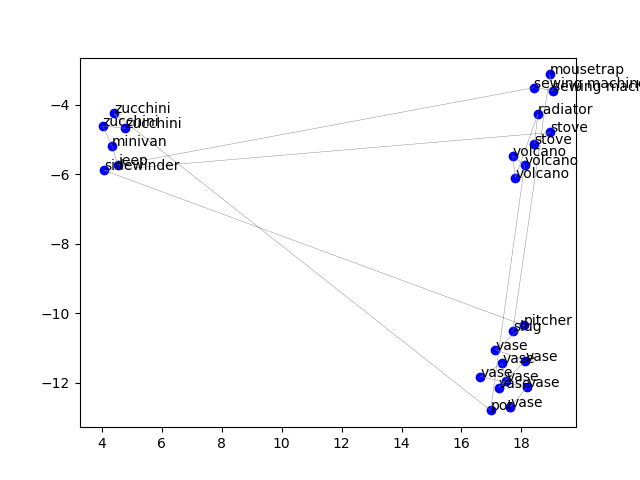 mousetrap
sewing machine
sewing mach
zucchini
radiator
zucchini
zucchini
stove
stove
minivan
volcano
volcano
jeep
sidewinder
volcano
pitcher
slug
vase
vase
vase
vase
vase
vase
vase
pot
vase
−4
−6
−8
−10
−12
4
6
8
10
12
14
16
18